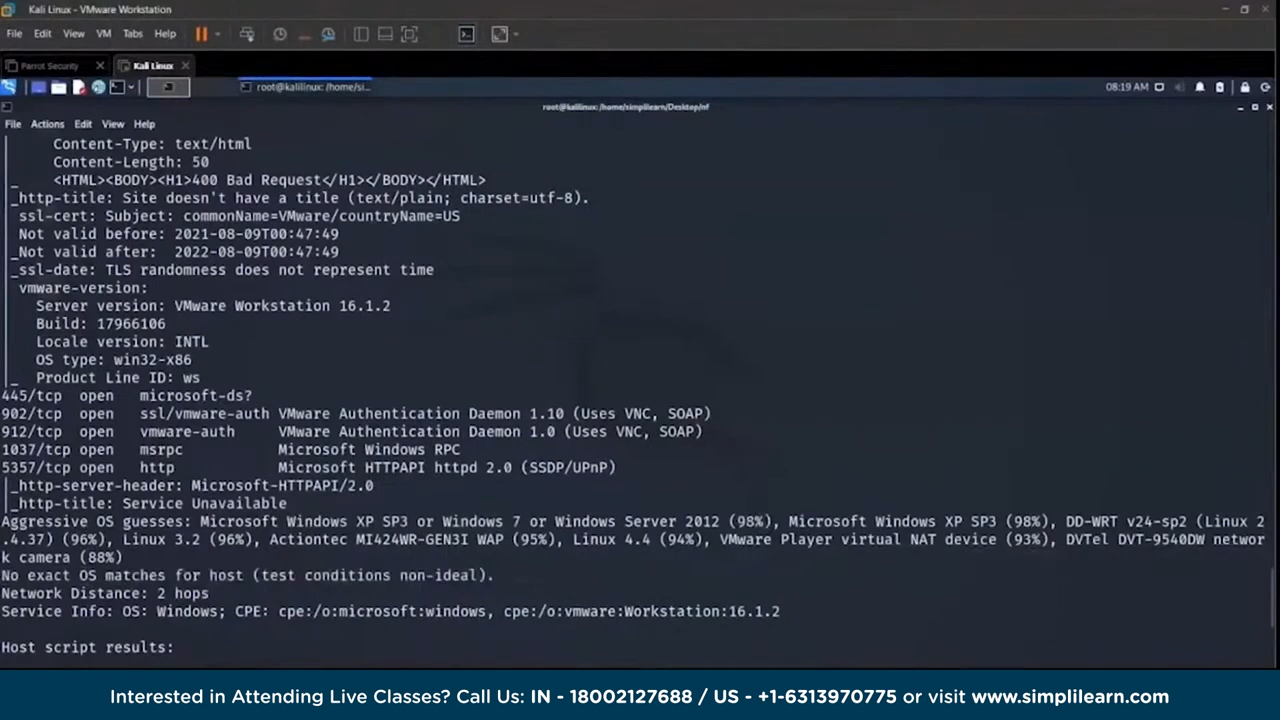 Kali Linux - VMware Workstation
File Edit View VM Tabs Help
Parrot Security
Kali Linux
root@kalilinux: /home/si...
08:19 AM
root@kalilinux: /home/simplilearn/Desktop/nf
File Actions Edit View Help
|     Content-Type: text/html
|     Content-Length: 50
|_    <HTML><BODY><H1>400 Bad Request</H1></BODY></HTML>
|_http-title: Site doesn't have a title (text/plain; charset=utf-8).
| ssl-cert: Subject: commonName=VMware/countryName=US
| Not valid before: 2021-08-09T00:47:49
|_Not valid after:  2022-08-09T00:47:49
|_ssl-date: TLS randomness does not represent time
| vmware-version:
|   Server version: VMware Workstation 16.1.2
|   Build: 17966106
|   Locale version: INTL
|   OS type: win32-x86
|_  Product Line ID: ws
445/tcp  open   microsoft-ds?
902/tcp  open   ssl/vmware-auth VMware Authentication Daemon 1.10 (Uses VNC, SOAP)
912/tcp  open   vmware-auth     VMware Authentication Daemon 1.0 (Uses VNC, SOAP)
1037/tcp open   msrpc           Microsoft Windows RPC
5357/tcp open   http            Microsoft HTTPAPI httpd 2.0 (SSDP/UPnP)
|_http-server-header: Microsoft-HTTPAPI/2.0
|_http-title: Service Unavailable
Aggressive OS guesses: Microsoft Windows XP SP3 or Windows 7 or Windows Server 2012 (98%), Microsoft Windows XP SP3 (98%), DD-WRT v24-sp2 (Linux 2
.4.37) (96%), Linux 3.2 (96%), Actiontec MI424WR-GEN3I WAP (95%), Linux 4.4 (94%), VMware Player virtual NAT device (93%), DVTel DVT-9540DW networ
k camera (88%)
No exact OS matches for host (test conditions non-ideal).
Network Distance: 2 hops
Service Info: OS: Windows; CPE: cpe:/o:microsoft:windows, cpe:/o:vmware:Workstation:16.1.2
Host script results:
Interested in Attending Live Classes? Call Us: IN - 18002127688 / US - +1-6313970775 or visit www.simplilearn.com